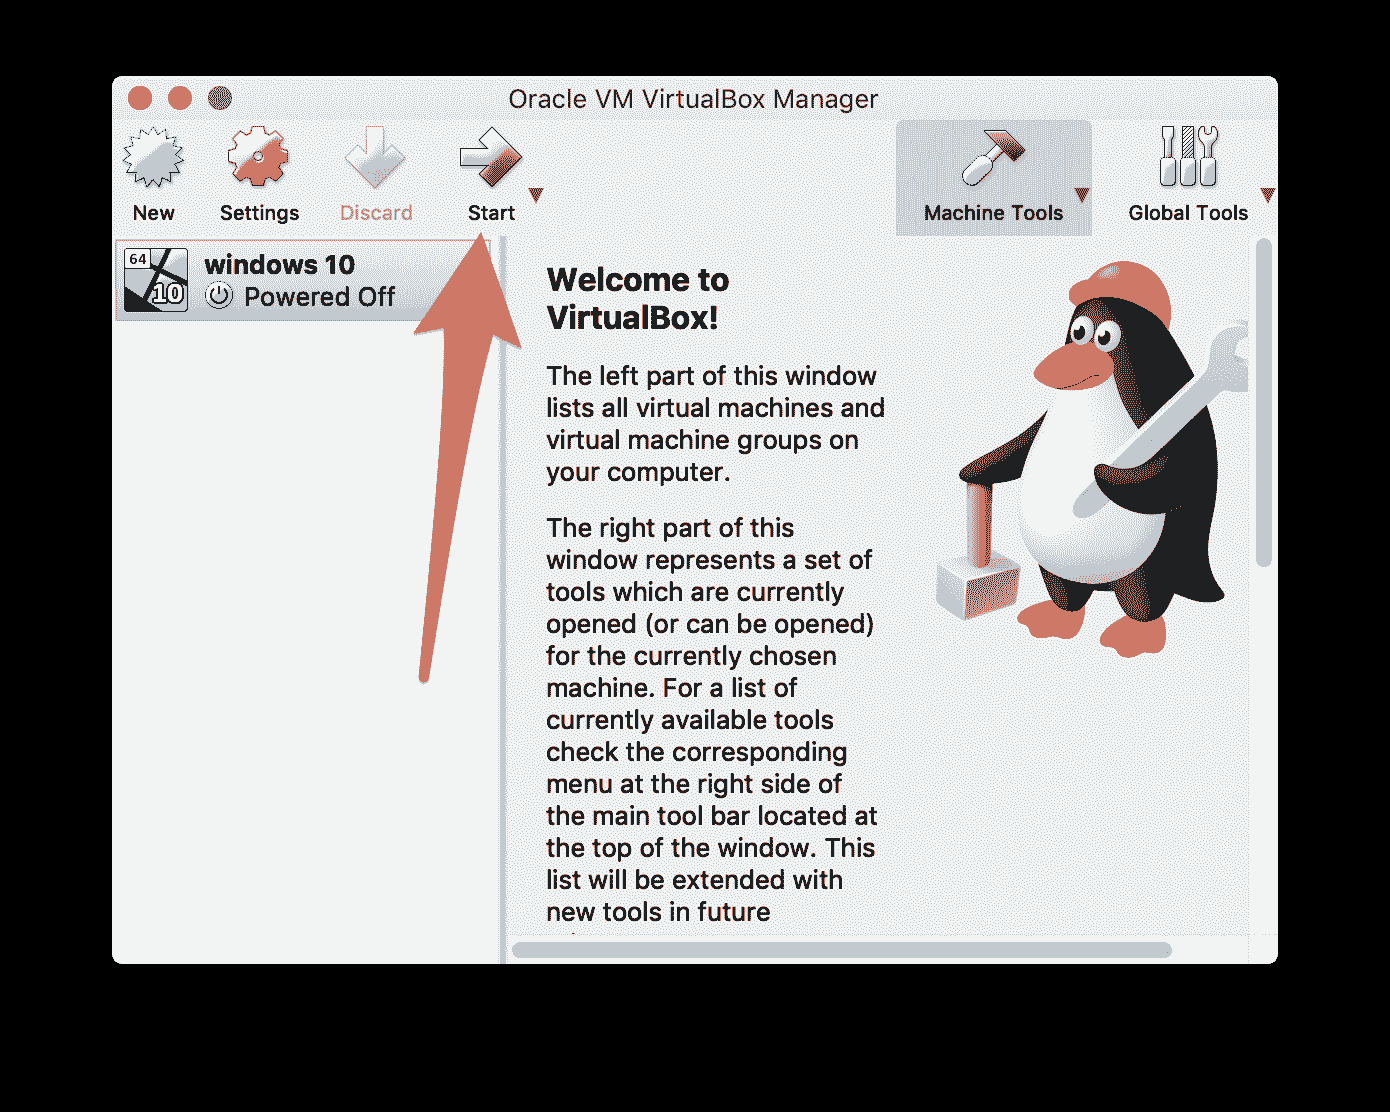 Oracle VM VirtualBox Manager
New Settings Discard Start Machine Tools Global Tools
64
10
windows 10
Powered Off
Welcome to
VirtualBox!
The left part of this window
lists all virtual machines and
virtual machine groups on
your computer.
The right part of this
window represents a set of
tools which are currently
opened (or can be opened)
for the currently chosen
machine. For a list of
currently available tools
check the corresponding
menu at the right side of
the main tool bar located at
the top of the window. This
list will be extended with
new tools in future